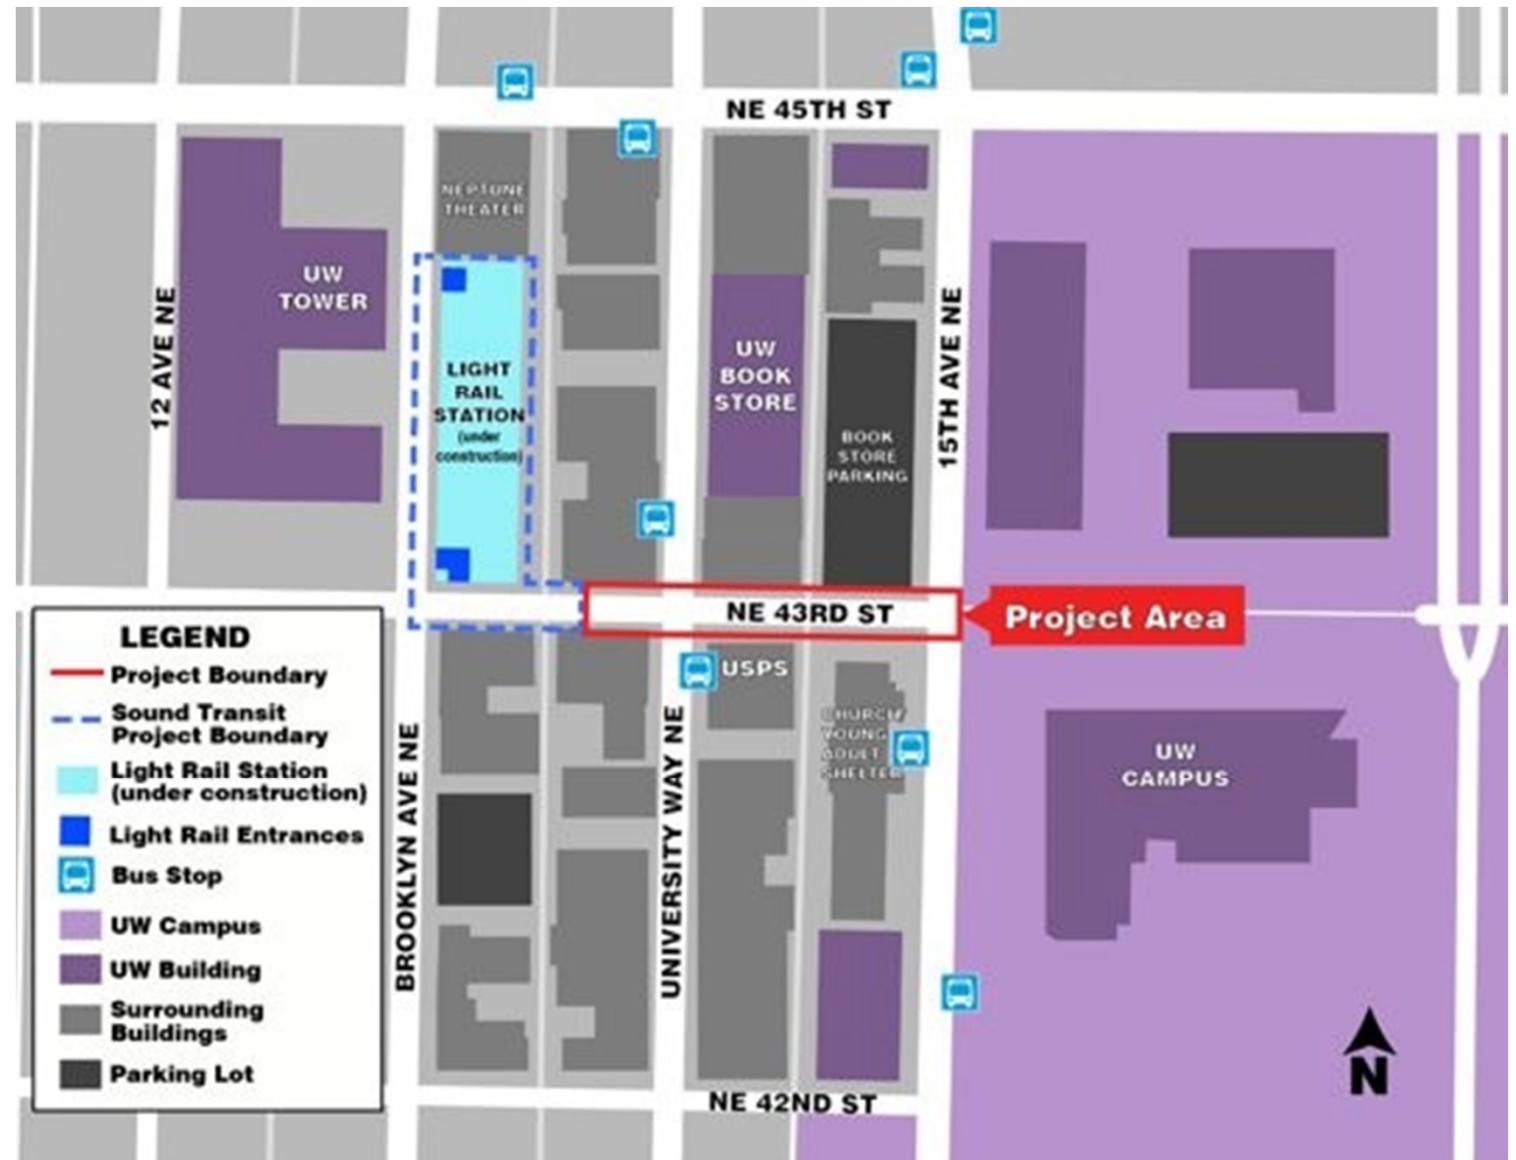 NE 45TH ST
NEPTUNE
THEATER
UW
TOWER
12 AVE NE
LIGHT
RAIL
STATION
(under
construction)
UW
BOOK
STORE
BOOK
STORE
PARKING
15TH AVE NE
NE 43RD ST
Project Area
LEGEND
Project Boundary
Sound Transit
Project Boundary
Light Rail Station
(under construction)
Light Rail Entrances
Bus Stop
UW Campus
UW Building
Surrounding
Buildings
Parking Lot
BROOKLYN AVE NE
UNIVERSITY WAY NE
USPS
CHURCH/
YOUNG
ADULT
SHELTER
UW
CAMPUS
NE 42ND ST
N